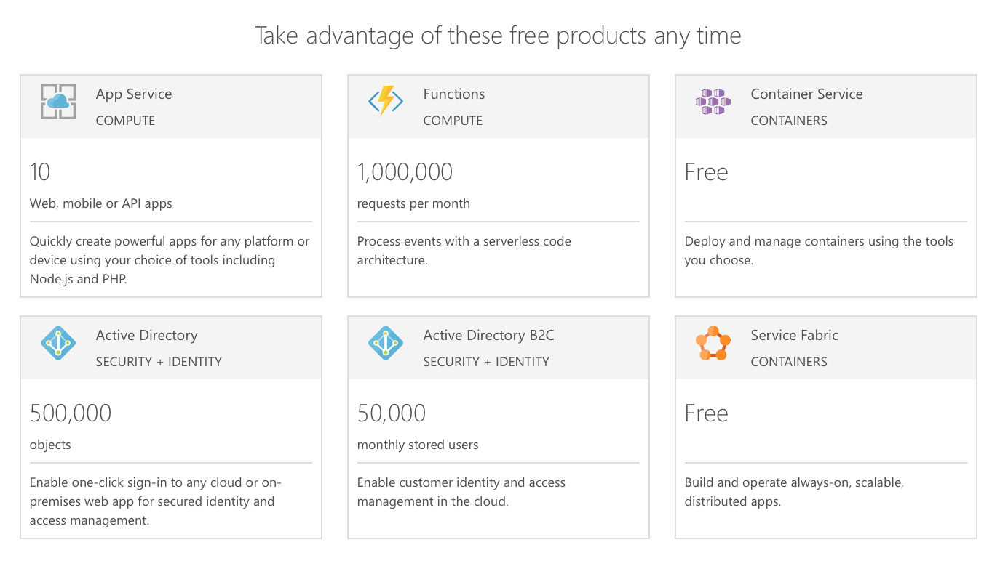 Take advantage of these free products any time
App Service
COMPUTE
10
Web, mobile or API apps
Quickly create powerful apps for any platform or
device using your choice of tools including
Node.js and PHP.
Functions
COMPUTE
1,000,000
requests per month
Process events with a serverless code
architecture.
Container Service
CONTAINERS
Free
Deploy and manage containers using the tools
you choose.
Active Directory
SECURITY + IDENTITY
500,000
objects
Enable one-click sign-in to any cloud or on-
premises web app for secured identity and
access management.
Active Directory B2C
SECURITY + IDENTITY
50,000
monthly stored users
Enable customer identity and access
management in the cloud.
Service Fabric
CONTAINERS
Free
Build and operate always-on, scalable,
distributed apps.